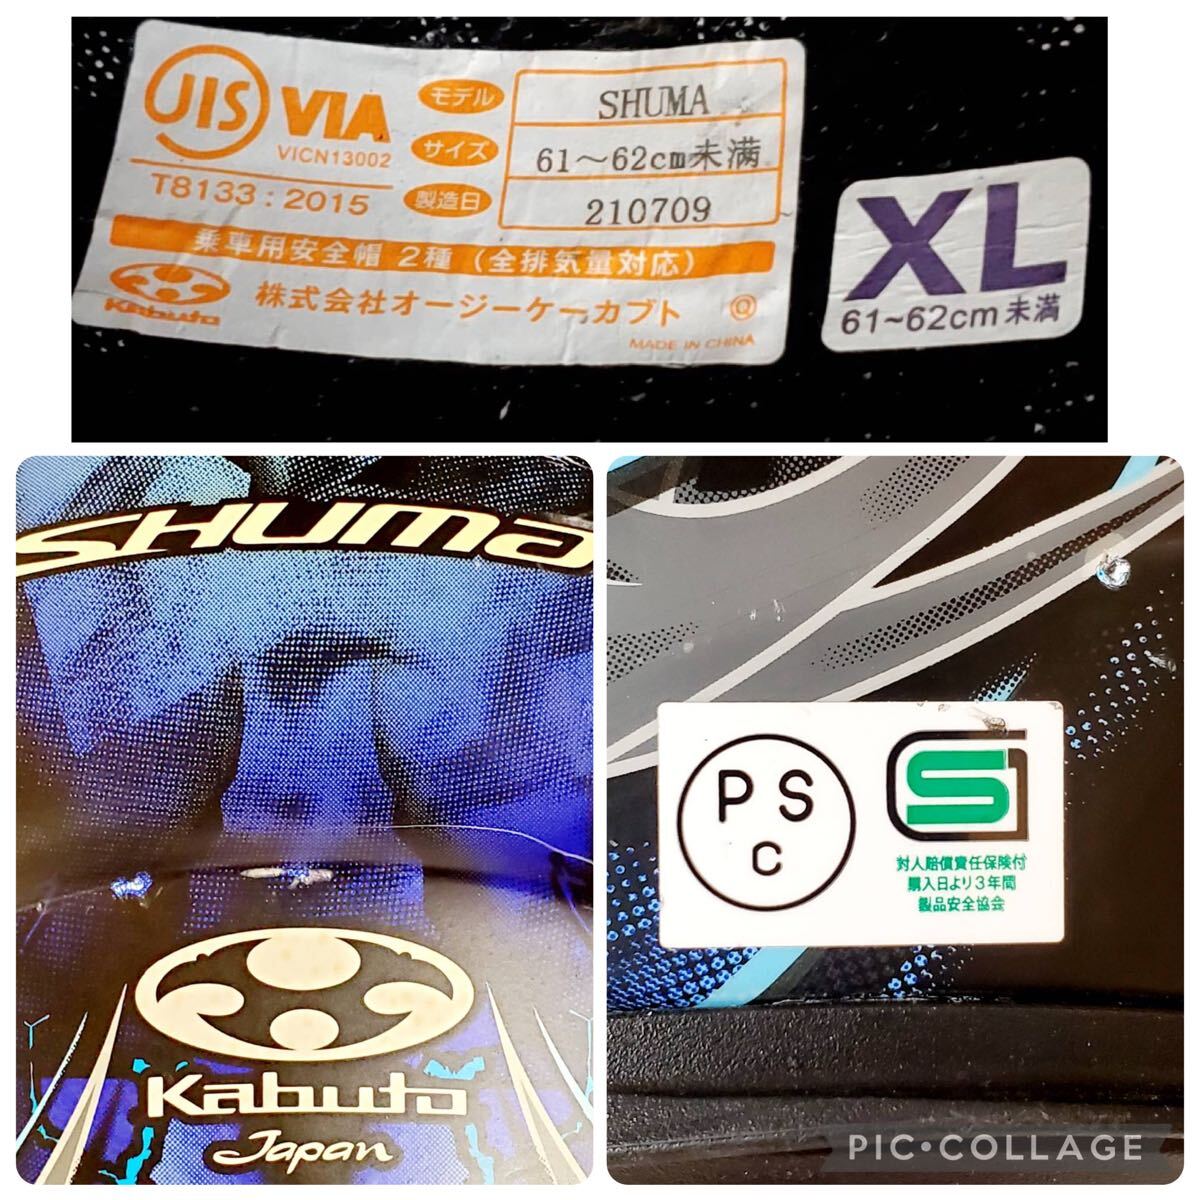 JIS VIA
VICN13002
T8133:2015
モデル SHUMA
サイズ 61～62cm未満
製造日 210709
乗車用安全帽 2種 (全排気量対応)
Kabuto 株式会社オージーケーカブト Q
MADE IN CHINA
XL
61~62cm未満
SHUMA
Kabuto
Japan
PS
C
S
対人賠償責任保険付
購入日より3年間
製品安全協会
PIC•COLLAGE